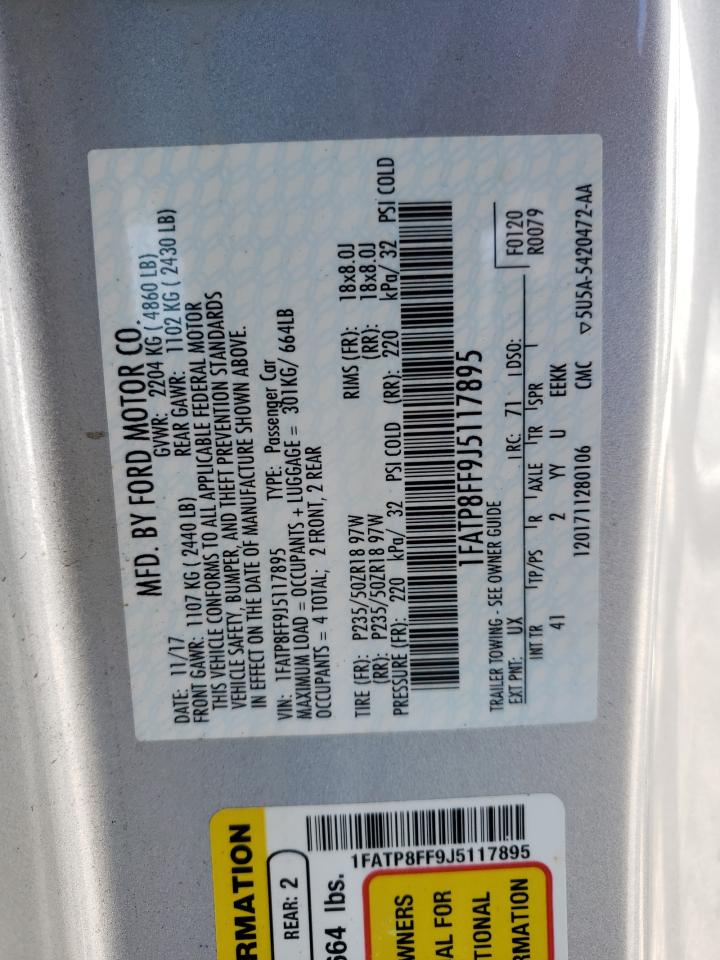 MFD. BY FORD MOTOR CO.
DATE: 11/17 GVWR: 2204 KG ( 4860 LB)
FRONT GAWR: 1107 KG ( 2440 LB) REAR GAWR: 1102 KG ( 2430 LB)
THIS VEHICLE CONFORMS TO ALL APPLICABLE FEDERAL MOTOR
VEHICLE SAFETY, BUMPER, AND THEFT PREVENTION STANDARDS
IN EFFECT ON THE DATE OF MANUFACTURE SHOWN ABOVE.
VIN: 1FATP8FF9J5117895 TYPE: Passenger Car
MAXIMUM LOAD = OCCUPANTS + LUGGAGE = 301KG/ 664LB
OCCUPANTS = 4 TOTAL; 2 FRONT, 2 REAR
TIRE (FR): P235/50ZR18 97W RIMS (FR): 18x8.0J
(RR): P235/50ZR18 97W (RR): 18x8.0J
PRESSURE (FR): 220 kPa/ 32 PSI COLD (RR): 220 kPa/ 32 PSI COLD
1FATP8FF9J5117895
TRAILER TOWING - SEE OWNER GUIDE
EXT PNT: UX RC: 71 DSO: F0120
R0079
INT TR TP/PS R AXLE TR SPR
41 2 YY U EEKK
1201711280106 CMC ▽5U5A-5420472-AA
RMATION
REAR: 2
664 lbs.
1FATP8FF9J5117895
WNERS
AL FOR
TIONAL
RMATION